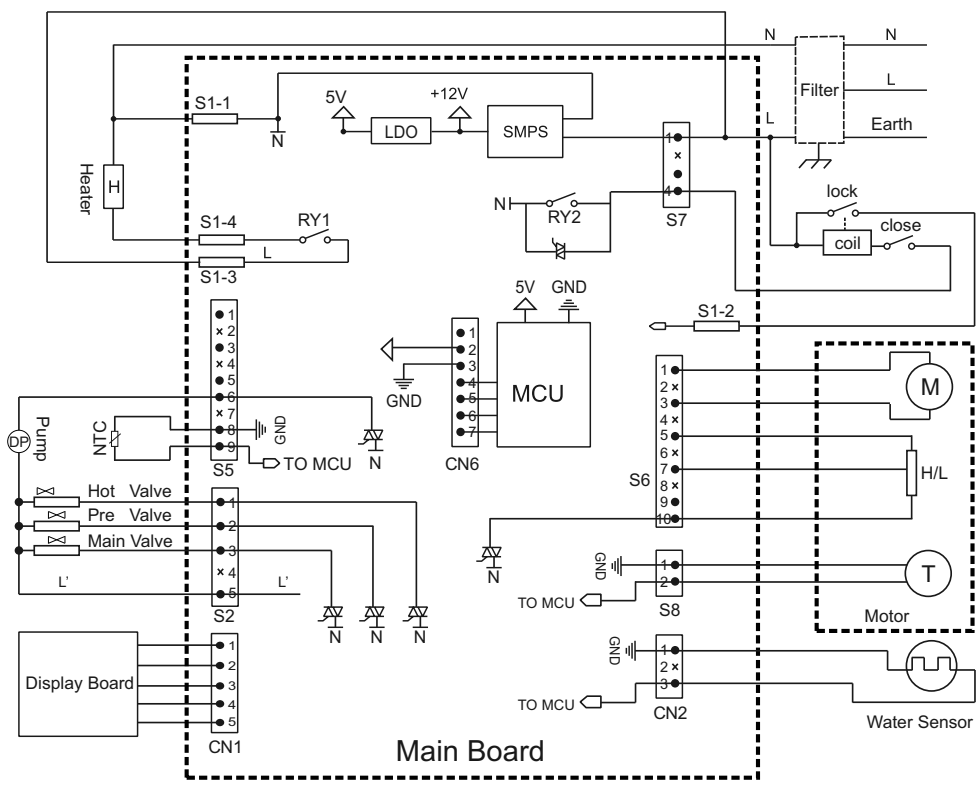 N
N
Filter
L
L
Earth
S1-1
N
5V
+12V
LDO
SMPS
1
×
4
S7
Heater
H
S1-4
RY1
L
S1-3
N
RY2
lock
coil
close
S1-2
1
×2
3
×4
5
6
×7
8
9
S5
GND
TO MCU
N
5V
GND
MCU
1
2
3
4
5
6
7
GND
CN6
Pump
DP
NTC
Hot Valve
Pre Valve
Main Valve
L'
L'
1
2
3
×4
5
S2
N
N
N
1
2×
3
4×
5
6×
7
8×
9
10
S6
N
M
H/L
T
Motor
GND
TO MCU
1
2
S8
GND
TO MCU
1
2×
3
CN2
Water Sensor
Display Board
1
2
3
4
5
CN1
Main Board